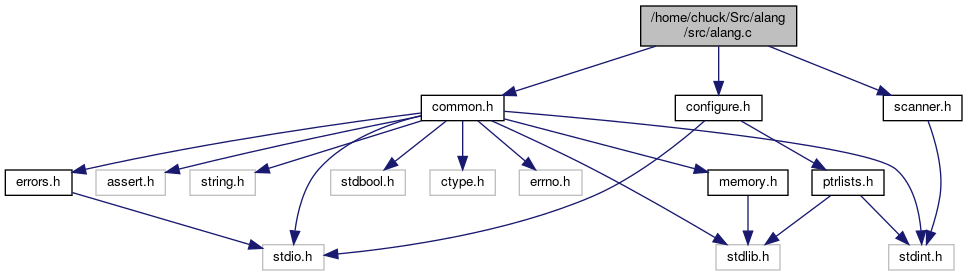 /home/chuck/Src/alang
/src/alang.c
common.h
configure.h
scanner.h
errors.h
assert.h
string.h
stdbool.h
ctype.h
errno.h
memory.h
ptrlists.h
stdio.h
stdlib.h
stdint.h